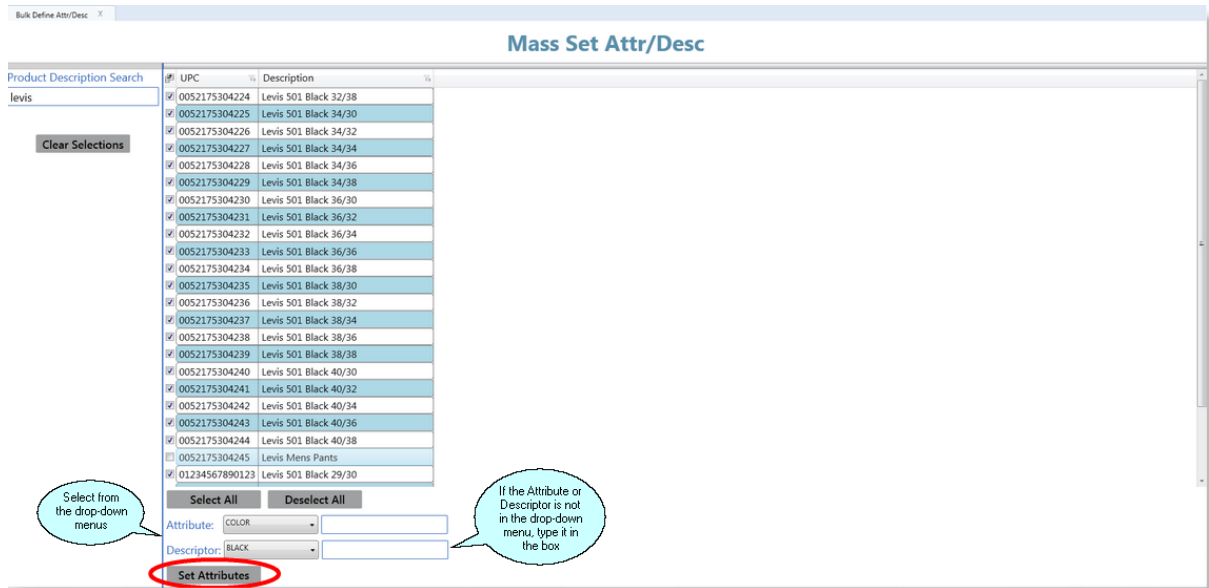 Bulk Define Attr/Desc X
Mass Set Attr/Desc
Product Description Search
levis
Clear Selections
UPC Description
0052175304224 Levis 501 Black 32/38
0052175304225 Levis 501 Black 34/30
0052175304226 Levis 501 Black 34/32
0052175304227 Levis 501 Black 34/34
0052175304228 Levis 501 Black 34/36
0052175304229 Levis 501 Black 34/38
0052175304230 Levis 501 Black 36/30
0052175304231 Levis 501 Black 36/32
0052175304232 Levis 501 Black 36/34
0052175304233 Levis 501 Black 36/36
0052175304234 Levis 501 Black 36/38
0052175304235 Levis 501 Black 38/30
0052175304236 Levis 501 Black 38/32
0052175304237 Levis 501 Black 38/34
0052175304238 Levis 501 Black 38/36
0052175304239 Levis 501 Black 38/38
0052175304240 Levis 501 Black 40/30
0052175304241 Levis 501 Black 40/32
0052175304242 Levis 501 Black 40/34
0052175304243 Levis 501 Black 40/36
0052175304244 Levis 501 Black 40/38
0052175304245 Levis Mens Pants
01234567890123 Levis 501 Black 29/30
Select All Deselect All
Attribute: COLOR
Descriptor: BLACK
Set Attributes
Select from
the drop-down
menus
If the Attribute or
Descriptor is not
in the drop-down
menu, type it in
the box